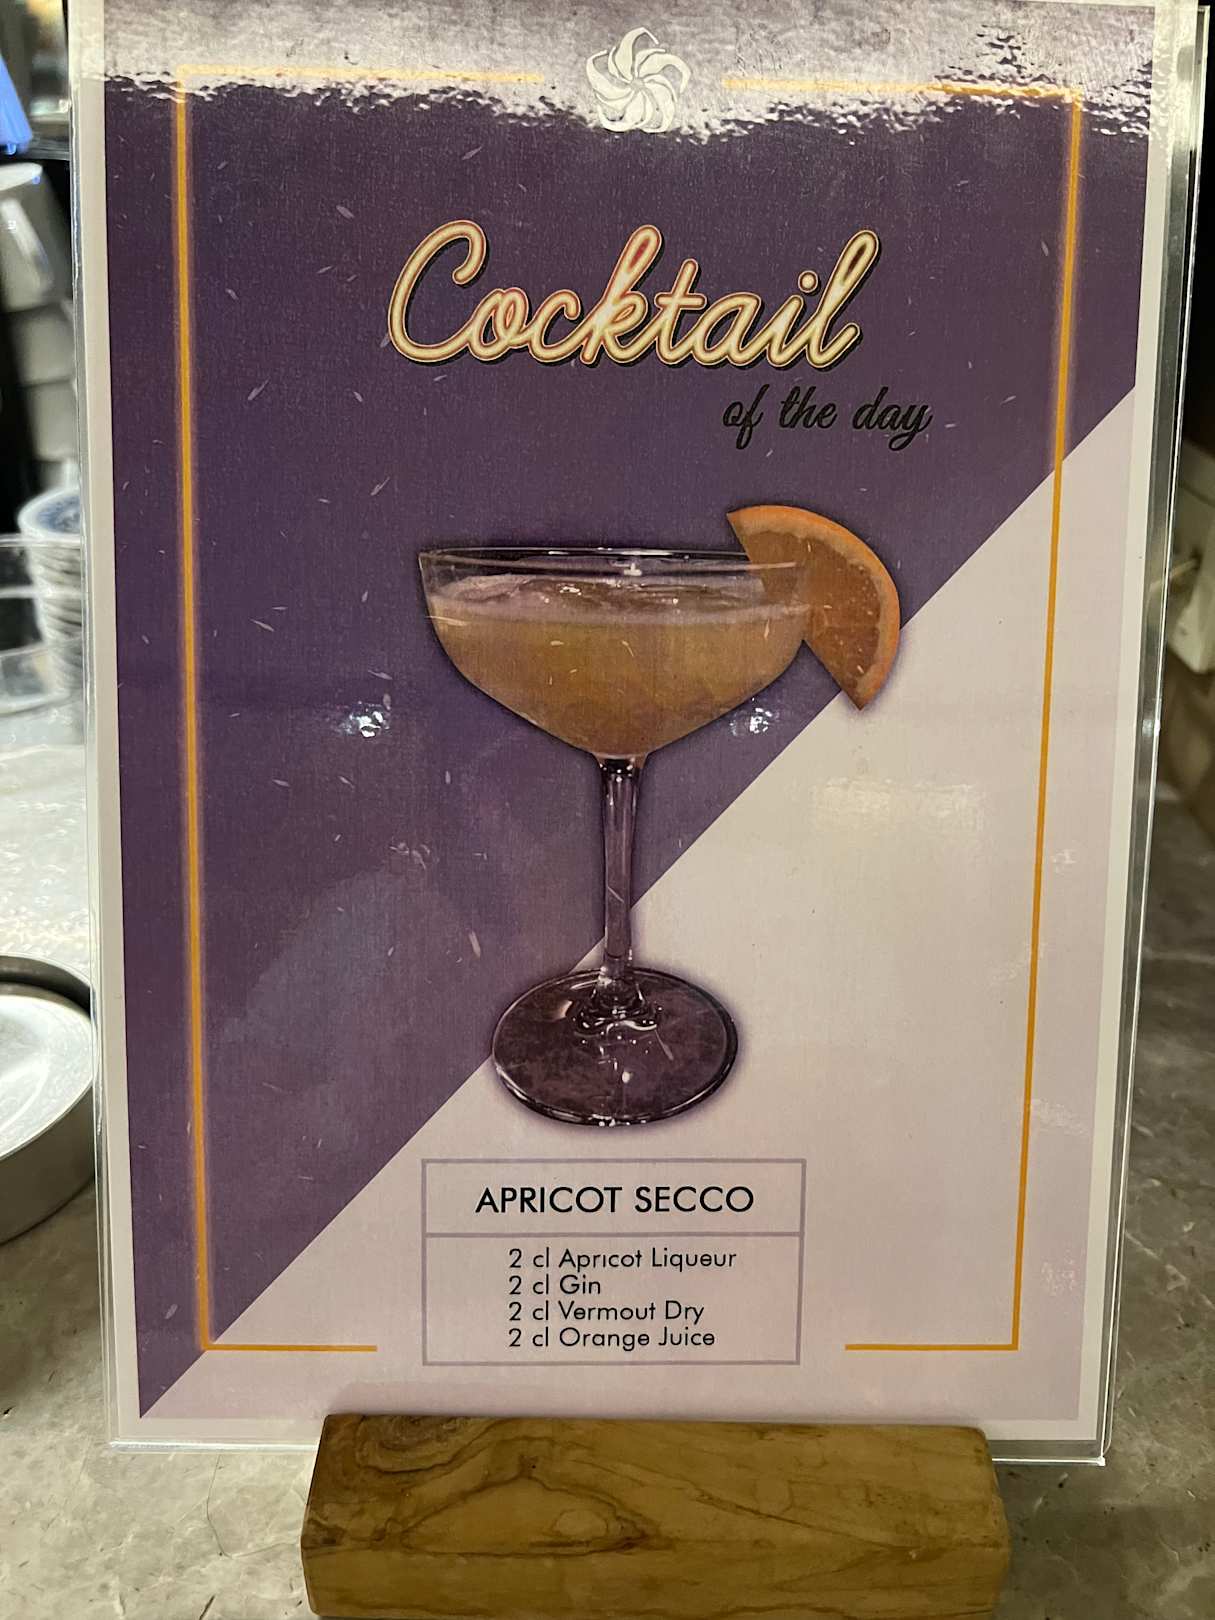 Cocktail
of the day
APRICOT SECCO
2 cl Apricot Liqueur
2 cl Gin
2 cl Vermout Dry
2 cl Orange Juice